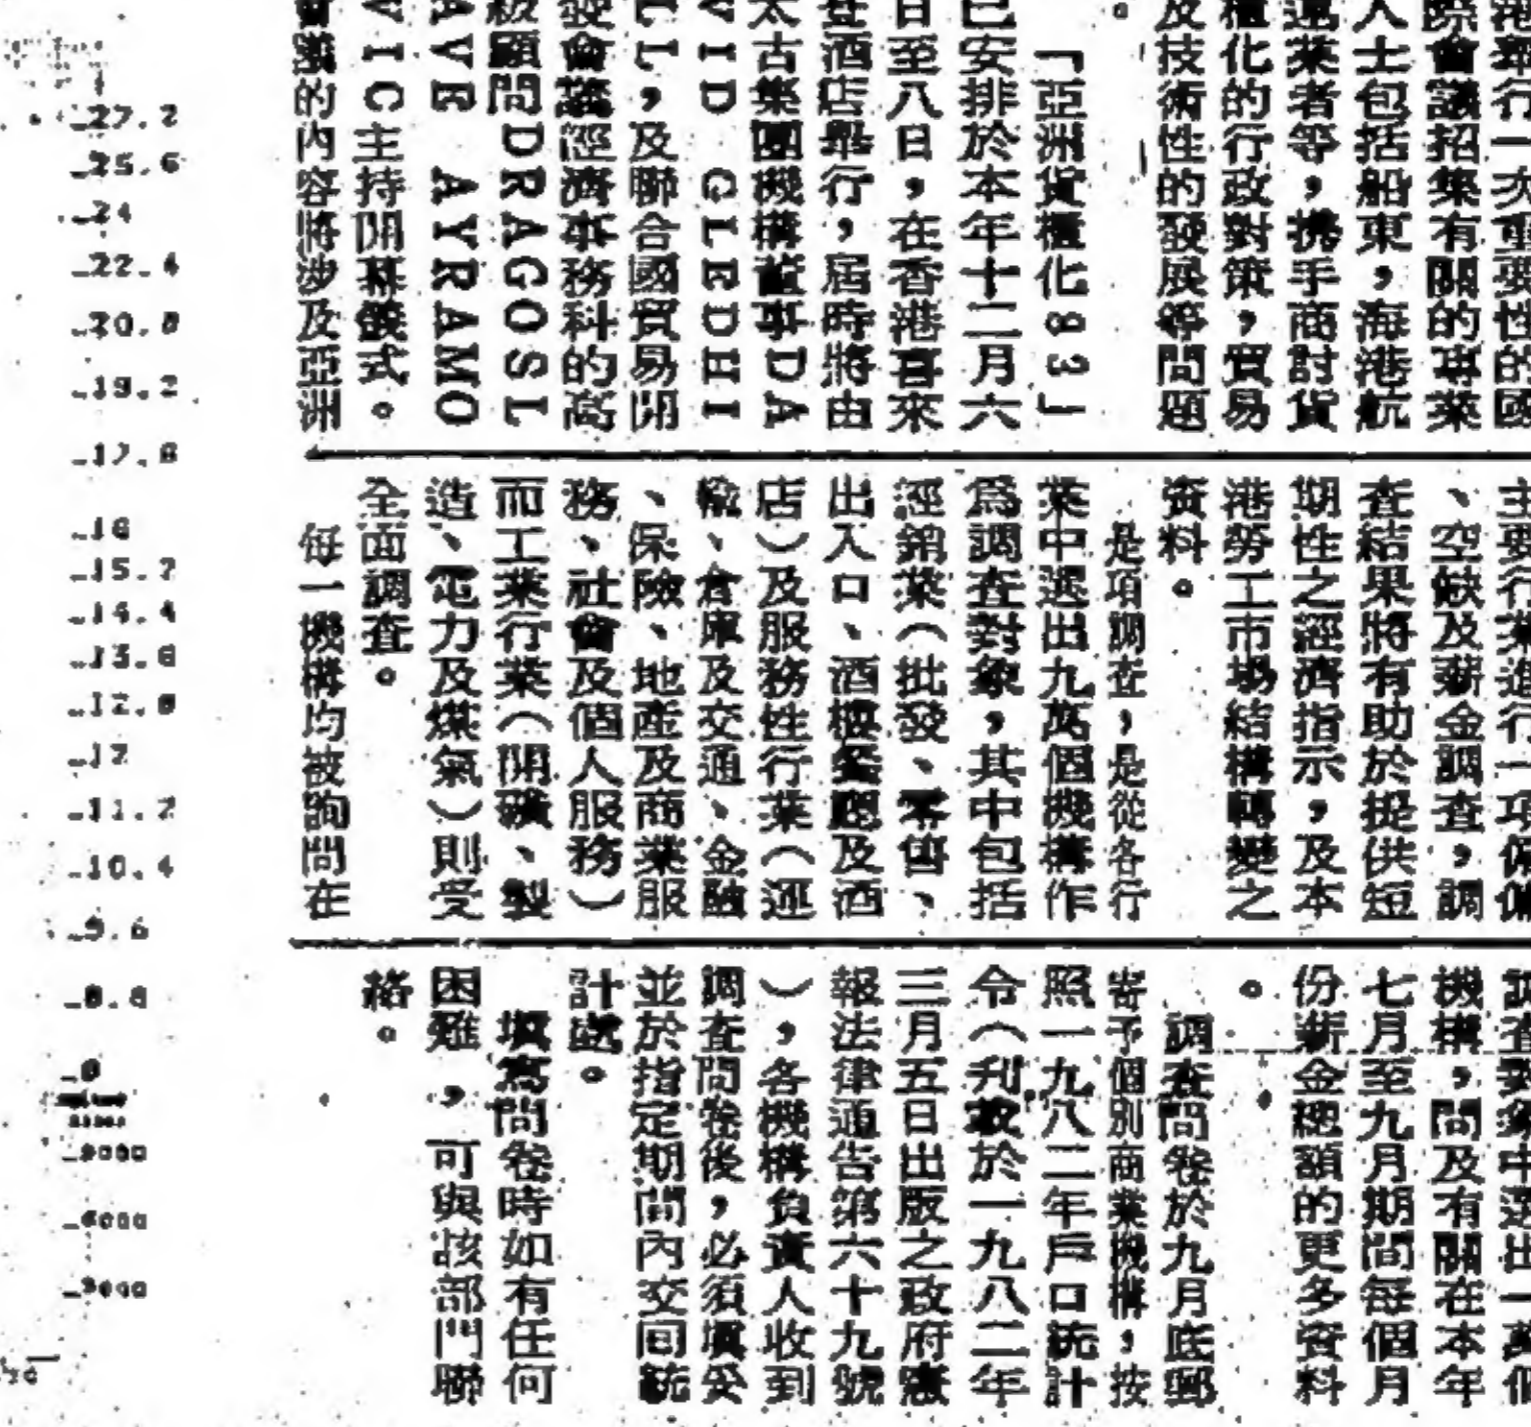 港舉行一次重要性的國
際會議招集有關的專業
人士包括船東，海港航
運業者等，携手商討貨
櫃化的行政對策，貿易
及技術性的發展等問題
。
「亞洲貨櫃化83」
已安排於本年十二月六
日至八日，在香港喜來
登酒店舉行，屆時將由
太古集團機構董事DA
VID GLEDHI
LL，及聯合國貿易開
發會議經濟事務科的高
級顧問DRAGOSL
AVE AYRAMO
VIC主持開幕儀式。
會議的內容將涉及亞洲
主要行業進行一項
、空缺及薪金調查，調
查結果將有助於提供短
期性之經濟指示，及本
港勞工市場結構轉變之
資料。
是項調查，是從各行
業中選出九萬個機構作
爲調查對象，其中包括
經銷業（批發、零售、
出入口、酒樓餐廳及酒
店）及服務性行業（運
輸、倉庫及交通、金融
、保險、地產及商業服
務、社會及個人服務）
而工業行業（開礦、製
造、電力及煤氣）則受
全面調查。
每一機構均被詢問在
調查對象中選出一萬個
機構，問及有關在本年
七月至九月期間每個月
份薪金總額的更多資料
。
調查問卷於九月底郵
寄予個別商業機構，按
照一九八二年戶口統計
令（刋載於一九八二年
三月五日出版之政府憲
報法律通告第六十九號
），各機構負責人收到
調查問卷後，必須塡妥
並於指定期間內交回統
計處。
塡寫問卷時如有任何
困難，可與該部門聯
絡。
27.2
25.6
24
22.4
20.8
19.2
17.6
16
15.2
14.4
13.6
12.8
12
11.2
10.4
9.6
8.8
8